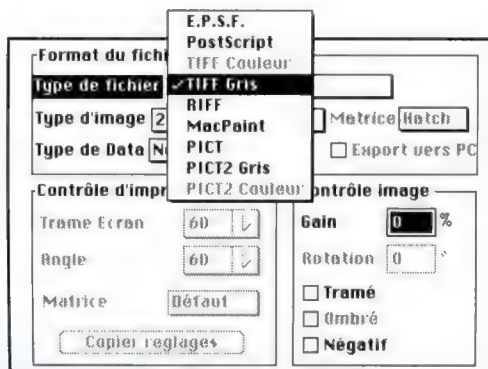 E.P.S.F.
PostScript
TIFF Couleur
✓TIFF Gris
RIFF
MacPaint
PICT
PICT2 Gris
PICT2 Couleur
Format du fichi
Type de fichier
Type d'image 2 Matrice Hatch
Type de Data No Export vers PC
Contrôle d'impr
Trame Ecran 60
Angle 60
Matrice Défaut
Copier reglages
ontrôle image
Gain 0 %
Rotation 0 °
Tramé
Ombré
Négatif